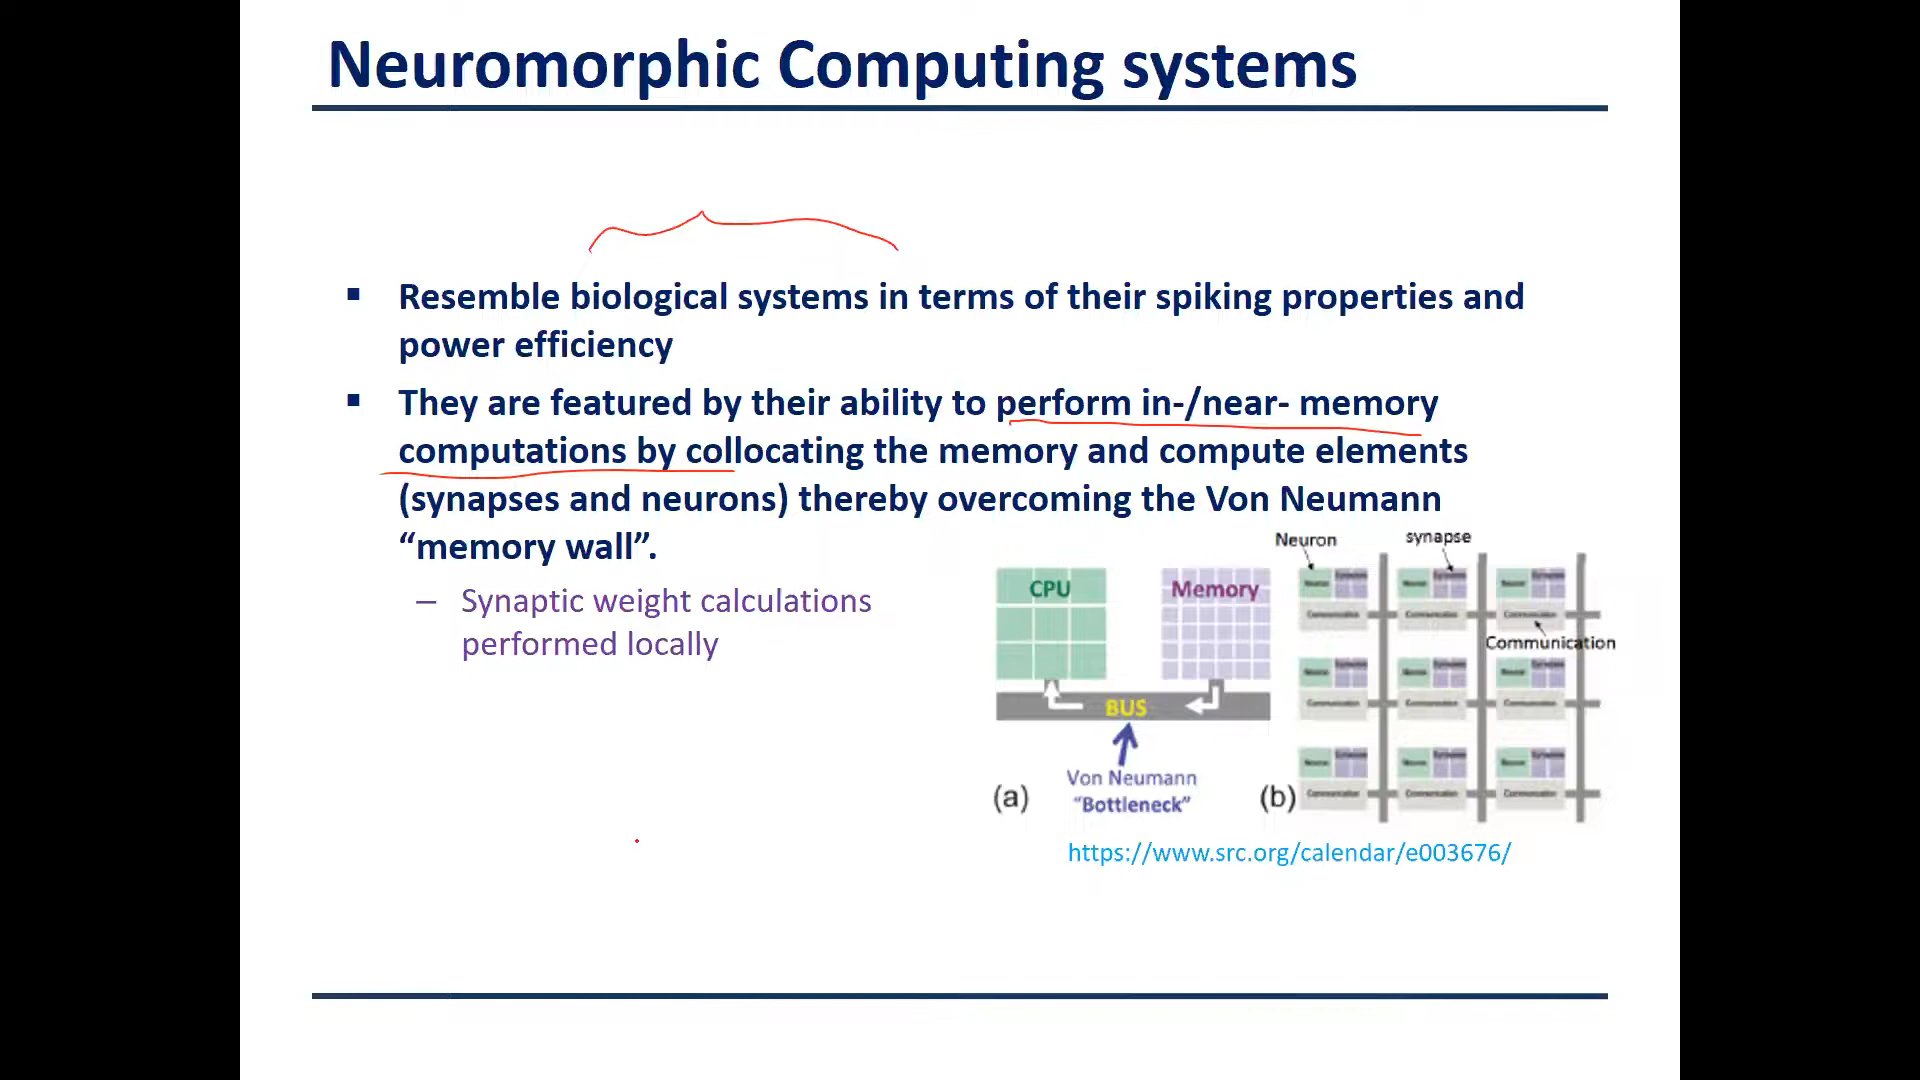 Neuromorphic Computing systems
▪ Resemble biological systems in terms of their spiking properties and
power efficiency
▪ They are featured by their ability to perform in-/near- memory
computations by collocating the memory and compute elements
(synapses and neurons) thereby overcoming the Von Neumann
“memory wall”.
– Synaptic weight calculations
performed locally
CPU
Memory
BUS
Von Neumann
“Bottleneck”
(a)
Neuron
synapse
Communication
(b)
https://www.src.org/calendar/e003676/